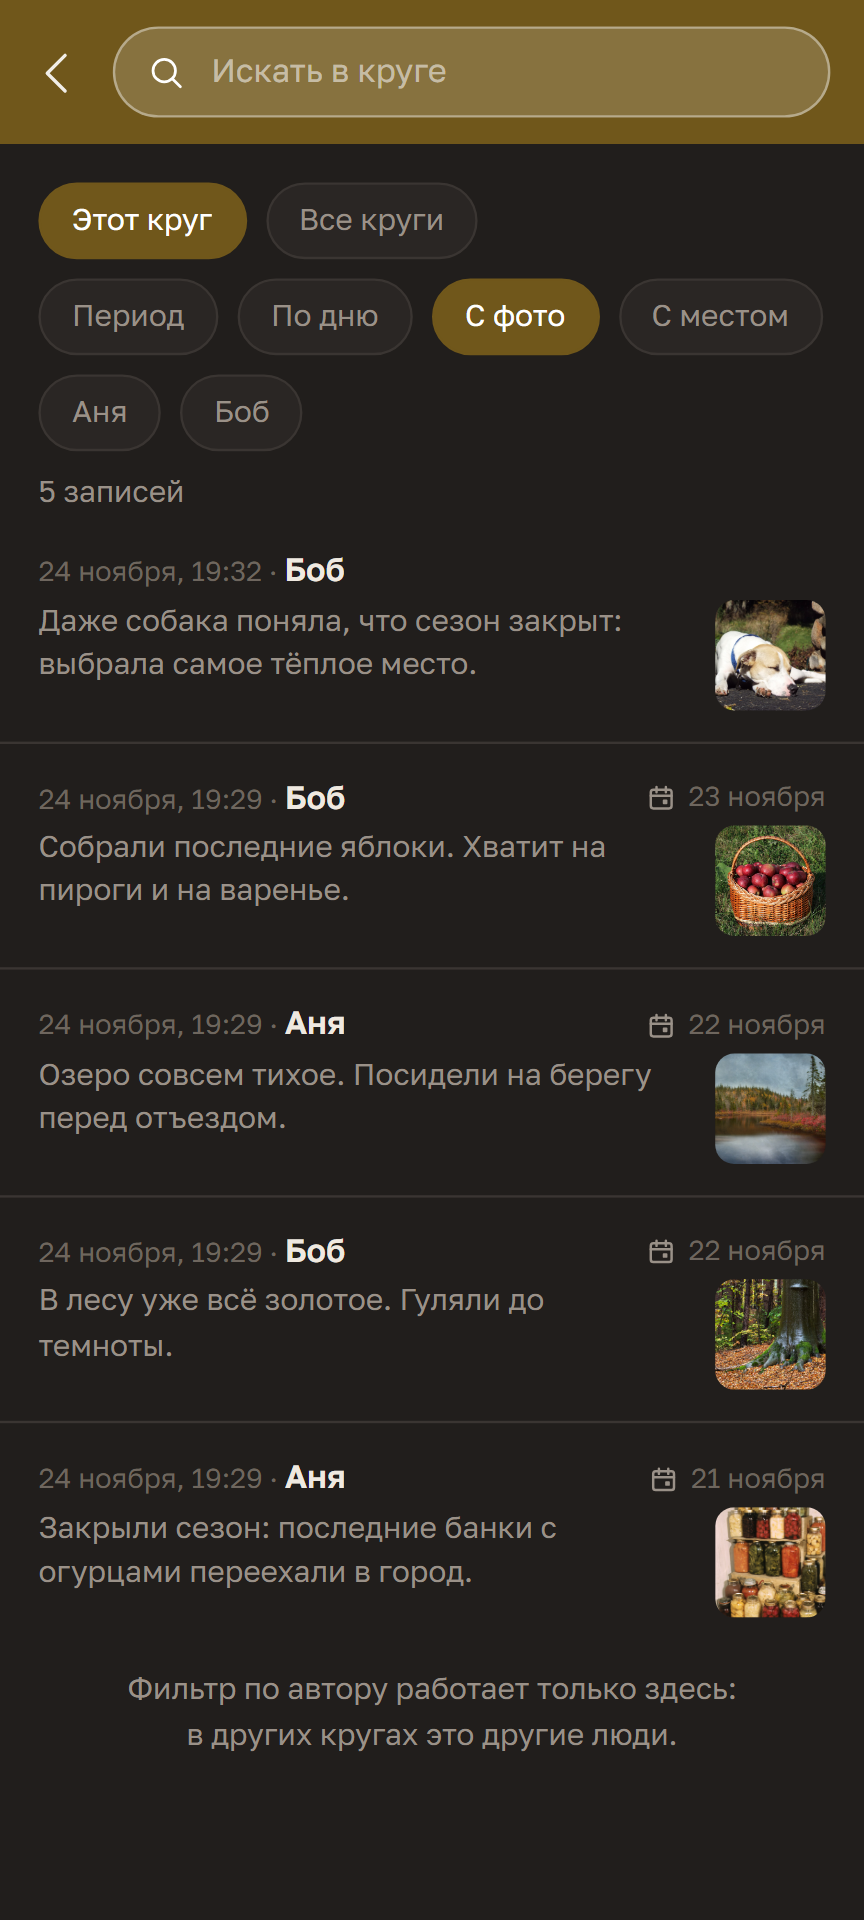 Искать в круге
Этот круг
Все круги
Период
По дню
С фото
С местом
Аня
Боб
5 записей
24 ноября, 19:32 · Боб
Даже собака поняла, что сезон закрыт:
выбрала самое тёплое место.
24 ноября, 19:29 · Боб
23 ноября
Собрали последние яблоки. Хватит на
пироги и на варенье.
24 ноября, 19:29 · Аня
22 ноября
Озеро совсем тихое. Посидели на берегу
перед отъездом.
24 ноября, 19:29 · Боб
22 ноября
В лесу уже всё золотое. Гуляли до
темноты.
24 ноября, 19:29 · Аня
21 ноября
Закрыли сезон: последние банки с
огурцами переехали в город.
Фильтр по автору работает только здесь:
в других кругах это другие люди.